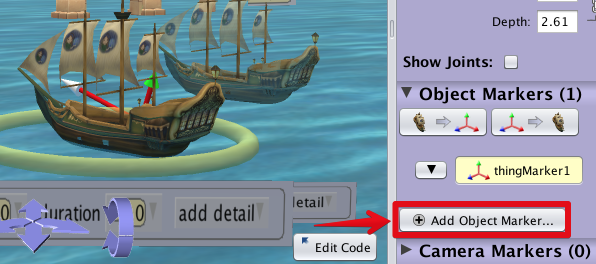 Depth: 2.61
Show Joints:
Object Markers (1)
thingMarker1
Add Object Marker...
Camera Markers (0)
duration 0 add detail
detail
Edit Code